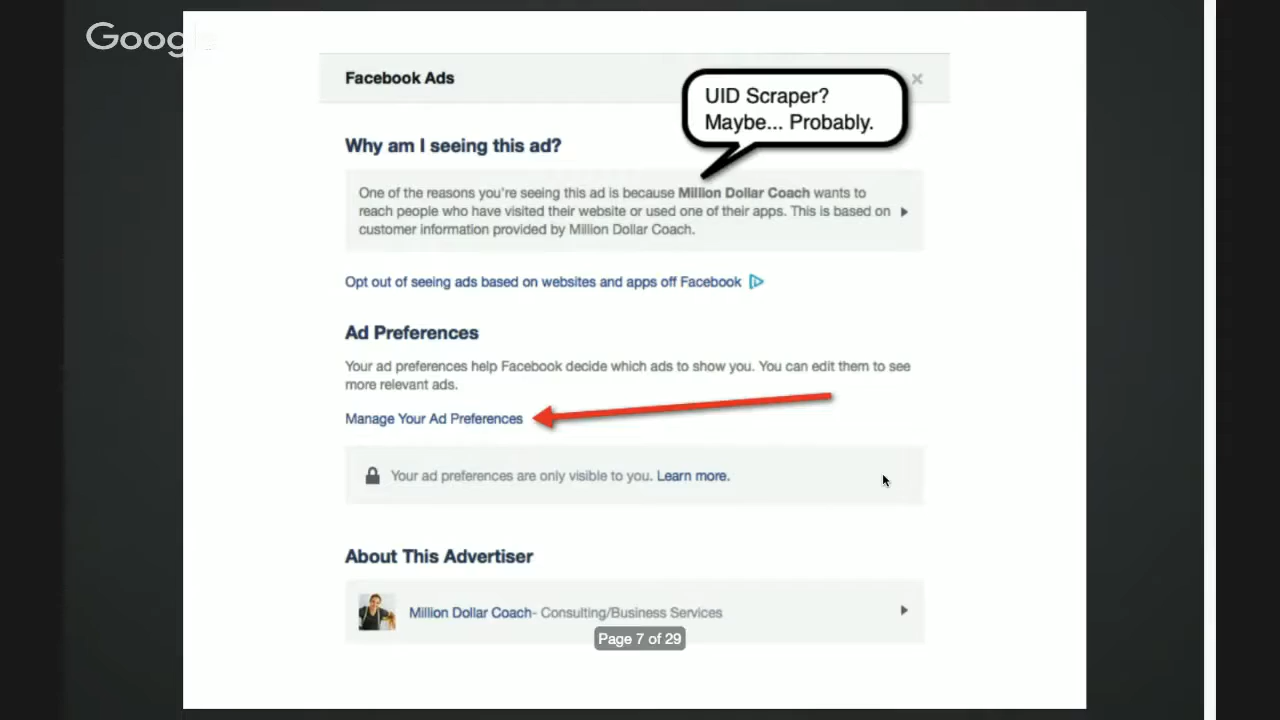 Google
Facebook Ads
UID Scraper?
Maybe... Probably.
Why am I seeing this ad?
One of the reasons you're seeing this ad is because Million Dollar Coach wants to
reach people who have visited their website or used one of their apps. This is based on
customer information provided by Million Dollar Coach.
Opt out of seeing ads based on websites and apps off Facebook
Ad Preferences
Your ad preferences help Facebook decide which ads to show you. You can edit them to see
more relevant ads.
Manage Your Ad Preferences
Your ad preferences are only visible to you. Learn more.
About This Advertiser
Million Dollar Coach- Consulting/Business Services
Page 7 of 29